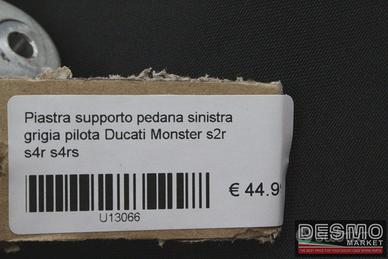 Piastra supporto pedana sinistra
grigia pilota Ducati Monster s2r
s4r s4rs
€ 44.9
U13066
DESMO
MARKET